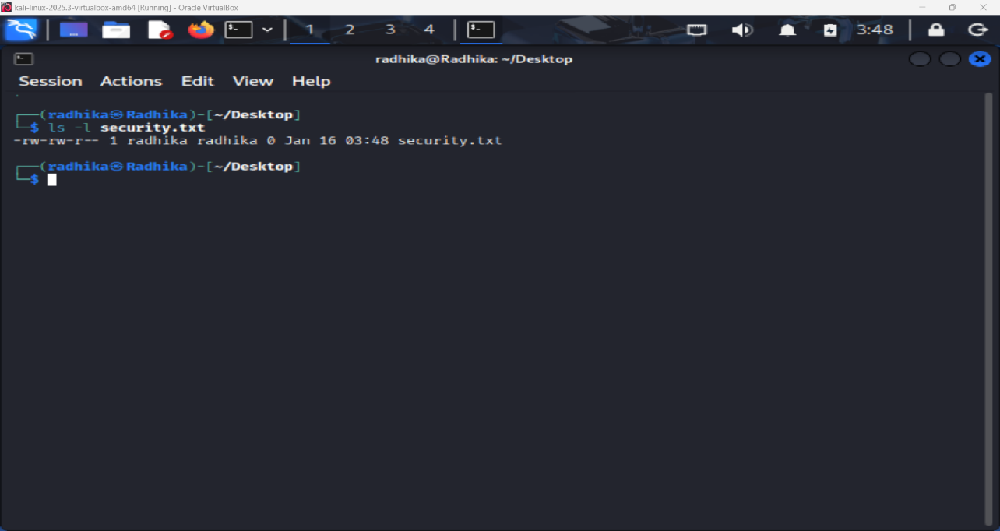 kali-linux-2025.3-virtualbox-amd64 [Running] - Oracle VirtualBox
1 2 3 4 3:48
radhika@Radhika: ~/Desktop
Session Actions Edit View Help
┌──(radhika㉿Radhika)-[~/Desktop]
└─$ ls -l security.txt
-rw-rw-r-- 1 radhika radhika 0 Jan 16 03:48 security.txt
┌──(radhika㉿Radhika)-[~/Desktop]
└─$